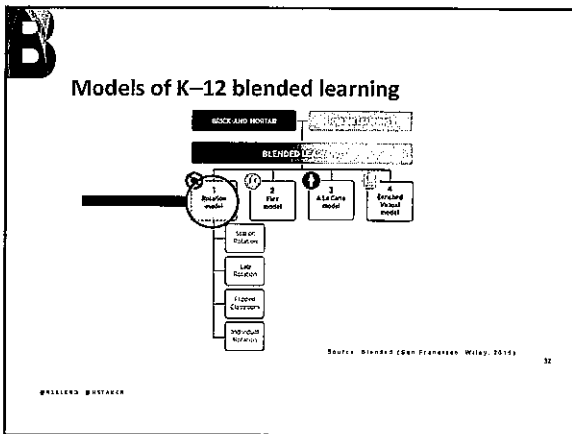 B
Models of K–12 blended learning
BRICK AND MORTAR
BLENDED
1
Rotation
model
2
Flex
model
3
A La Carte
model
4
Enriched
Virtual
model
Station
Rotation
Lab
Rotation
Flipped
Classroom
Individual
Rotation
Source: Blended (San Francisco: Wiley, 2015)
32